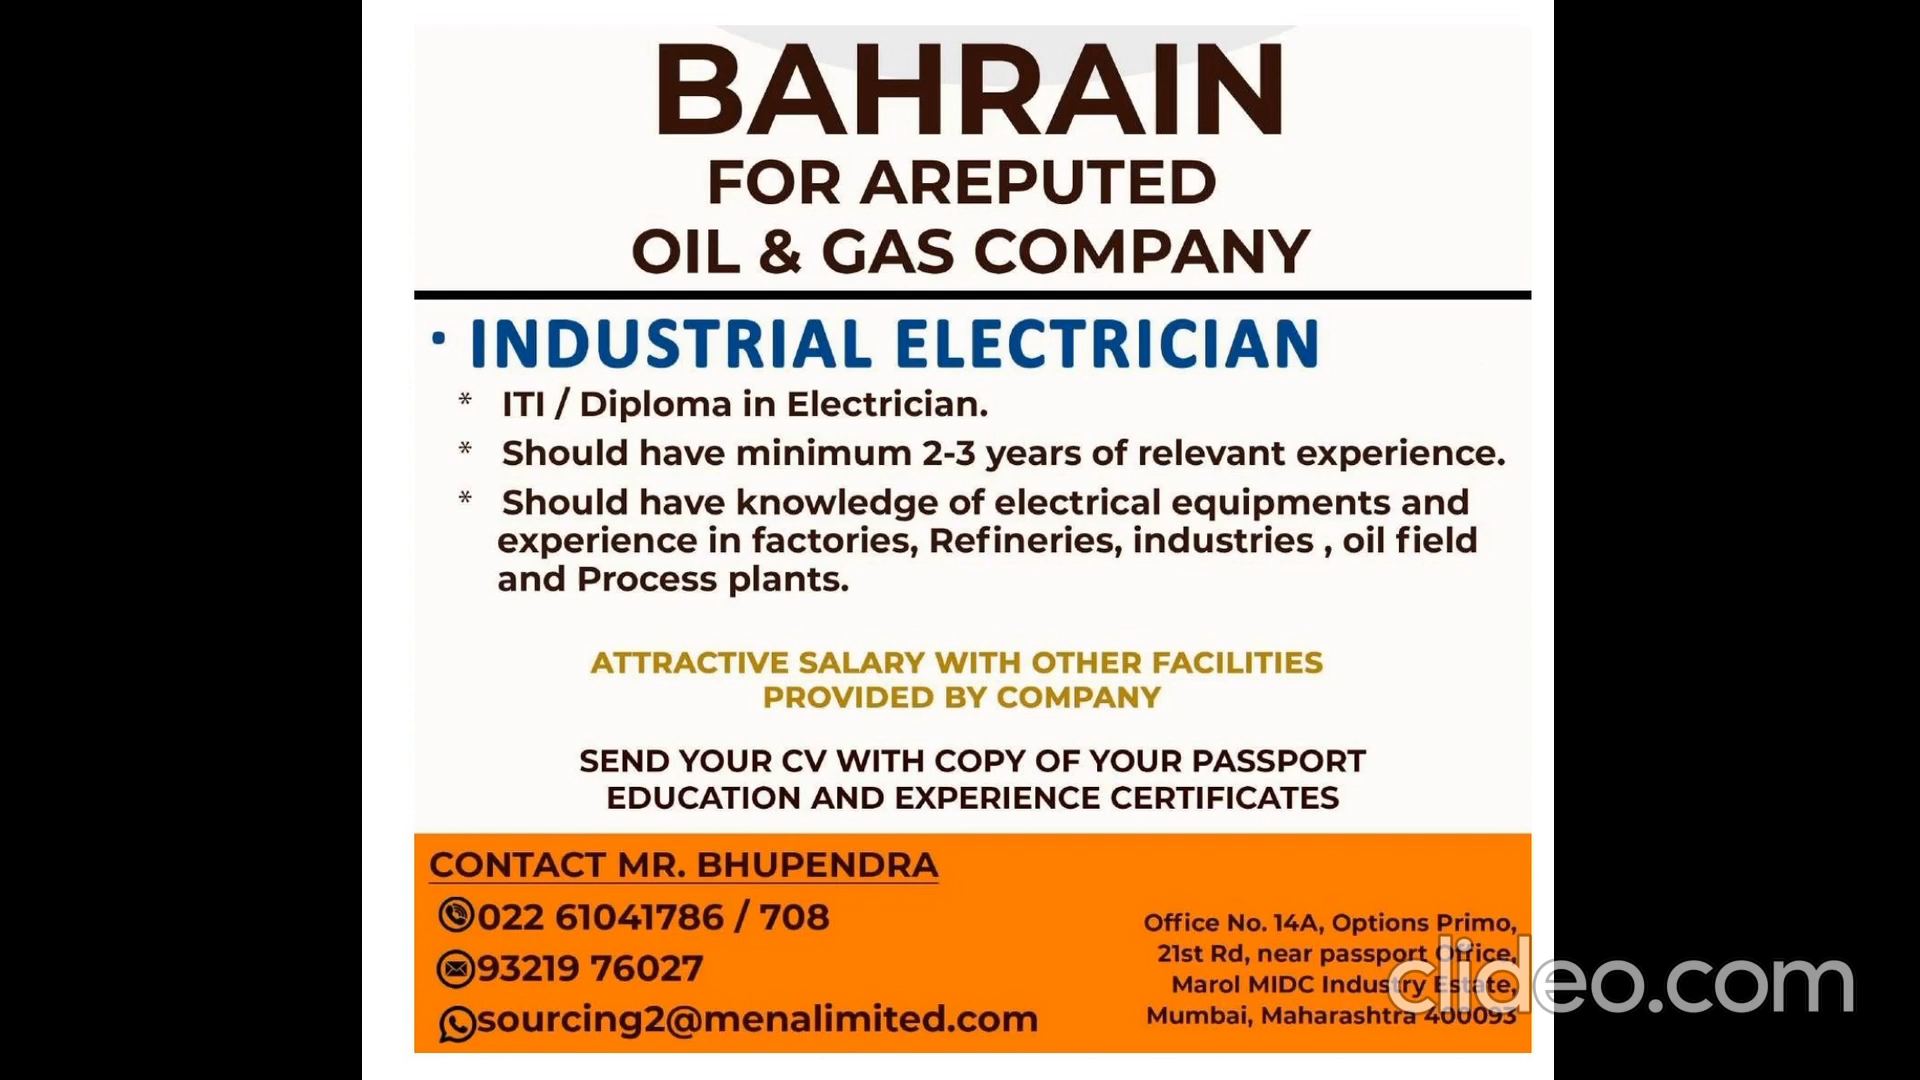 BAHRAIN
FOR AREPUTED
OIL & GAS COMPANY
· INDUSTRIAL ELECTRICIAN
* ITI / Diploma in Electrician.
* Should have minimum 2-3 years of relevant experience.
* Should have knowledge of electrical equipments and
experience in factories, Refineries, industries , oil field
and Process plants.
ATTRACTIVE SALARY WITH OTHER FACILITIES
PROVIDED BY COMPANY
SEND YOUR CV WITH COPY OF YOUR PASSPORT
EDUCATION AND EXPERIENCE CERTIFICATES
CONTACT MR. BHUPENDRA
022 61041786 / 708
93219 76027
sourcing2@menalimited.com
Office No. 14A, Options Primo,
21st Rd, near passport Office,
Marol MIDC Industry Estate,
Mumbai, Maharashtra 400093
clideo.com